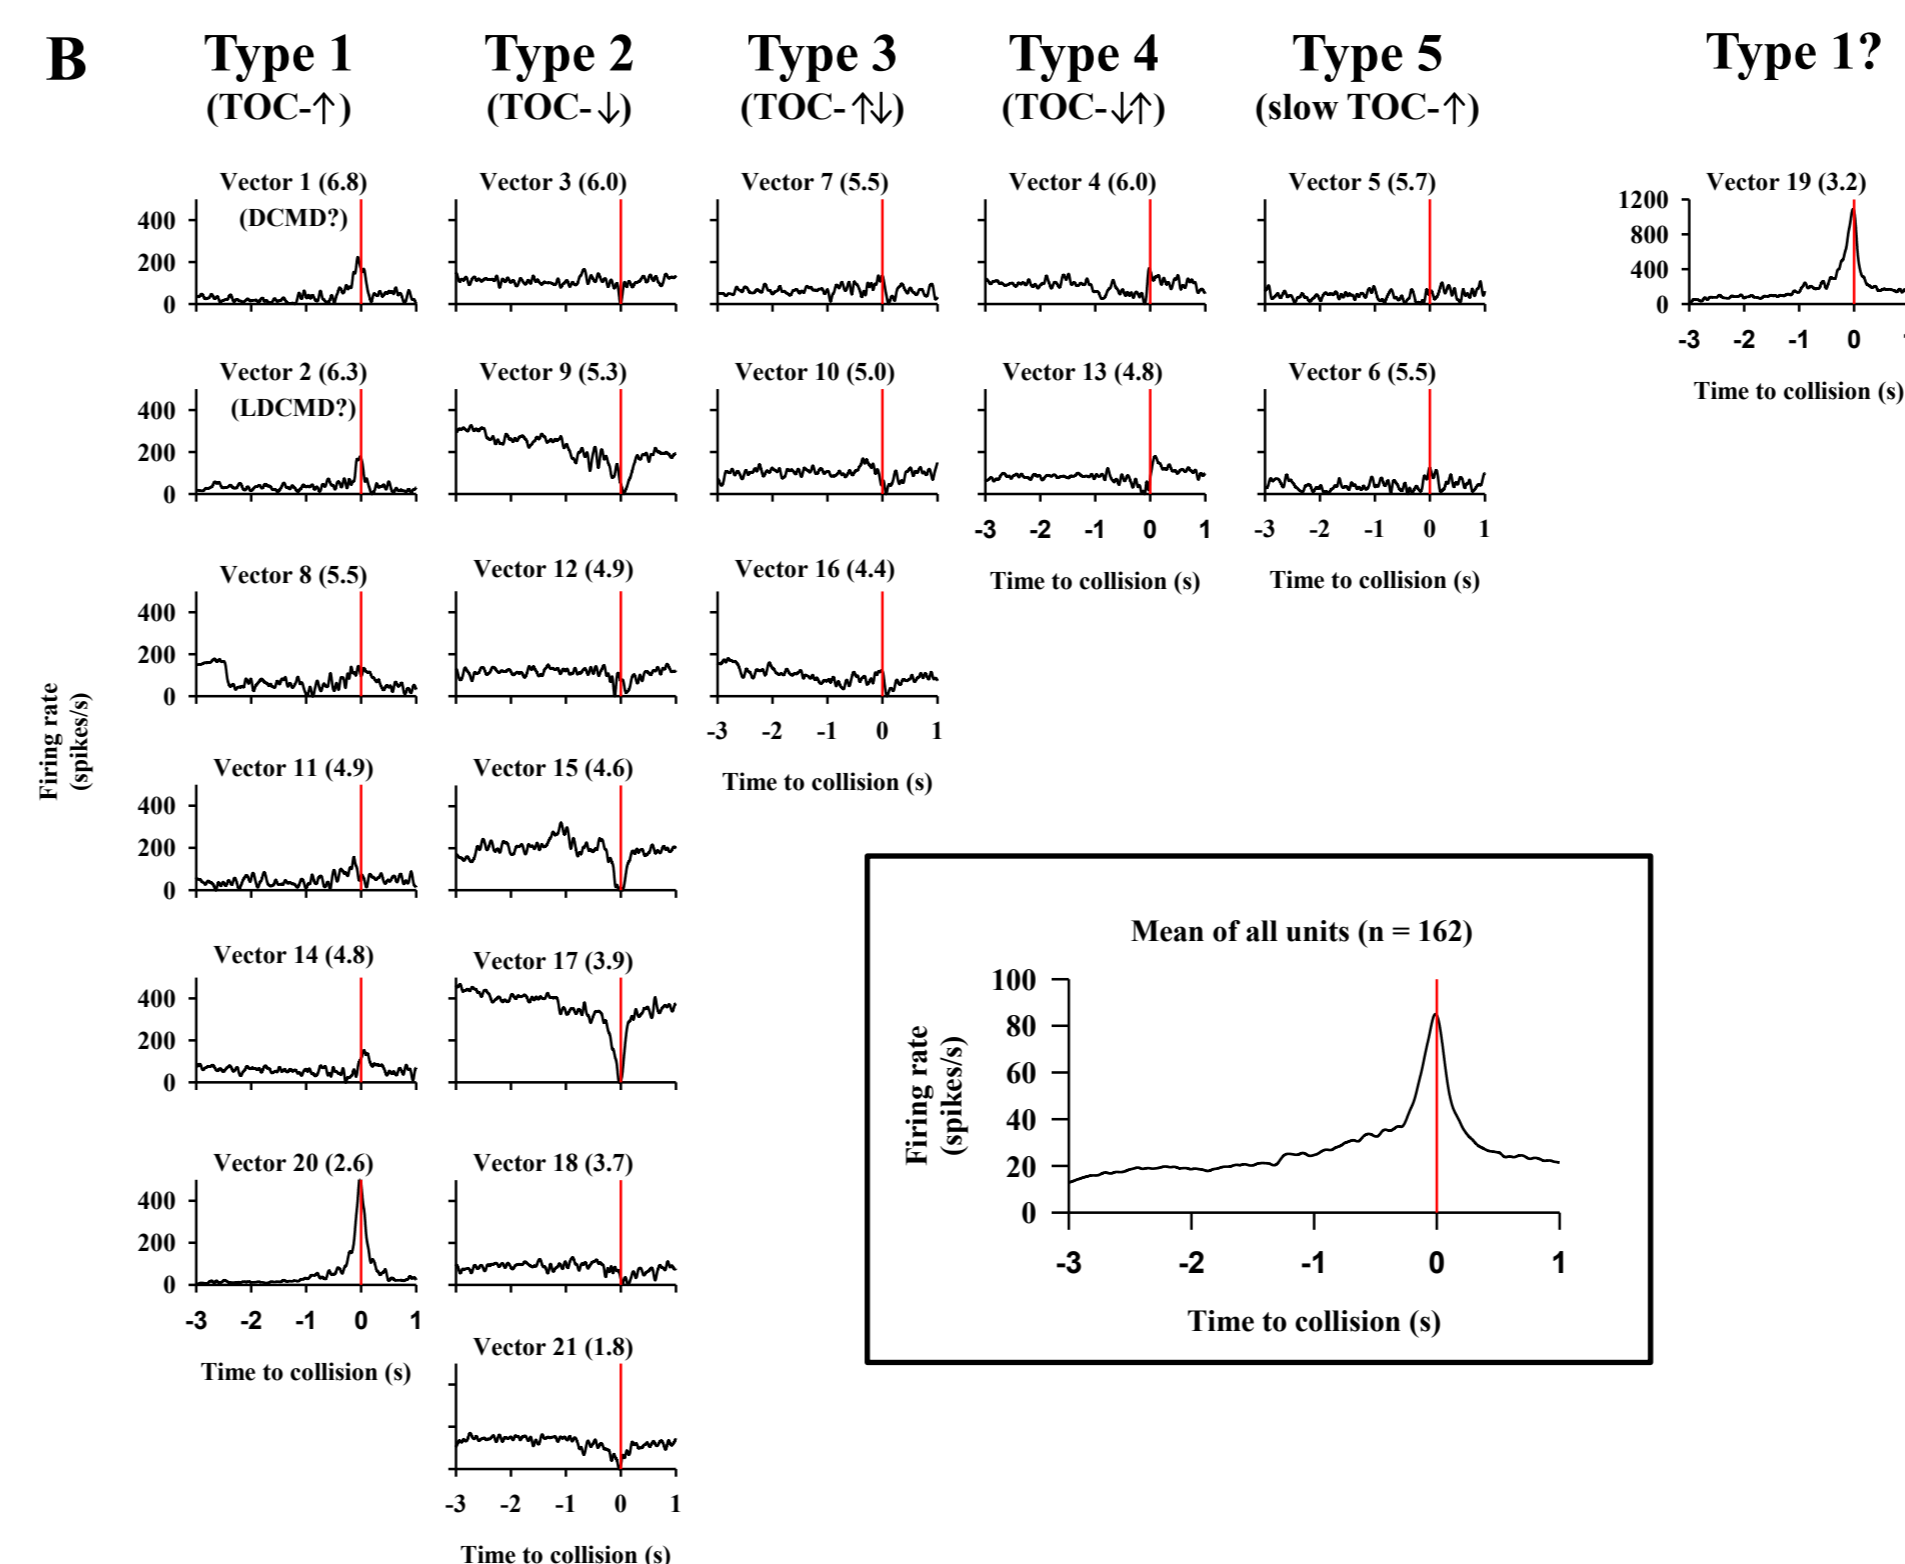 B
Type 1
Type 2
Type 3
Type 4
Type 5
Type 1?
(TOC-↑)
(TOC-↓)
(TOC-↑↓)
(TOC-↓↑)
(slow TOC-↑)
Vector 1 (6.8)
(DCMD?)
400
200
0
Vector 3 (6.0)
Vector 7 (5.5)
Vector 4 (6.0)
Vector 5 (5.7)
Vector 19 (3.2)
1200
800
400
0
-3 -2 -1 0
Time to collision (s)
Vector 2 (6.3)
(LDCMD?)
400
200
0
Vector 9 (5.3)
Vector 10 (5.0)
Vector 13 (4.8)
-3 -2 -1 0 1
Time to collision (s)
Vector 6 (5.5)
-3 -2 -1 0 1
Time to collision (s)
Vector 8 (5.5)
400
200
0
Vector 12 (4.9)
Vector 16 (4.4)
-3 -2 -1 0 1
Time to collision (s)
Firing rate
(spikes/s)
Vector 11 (4.9)
400
200
0
Vector 15 (4.6)
Vector 14 (4.8)
400
200
0
Vector 17 (3.9)
Vector 20 (2.6)
400
200
0
-3 -2 -1 0 1
Time to collision (s)
Vector 18 (3.7)
Vector 21 (1.8)
-3 -2 -1 0 1
Time to collision (s)
Mean of all units (n = 162)
Firing rate
(spikes/s)
100
80
60
40
20
0
-3 -2 -1 0 1
Time to collision (s)